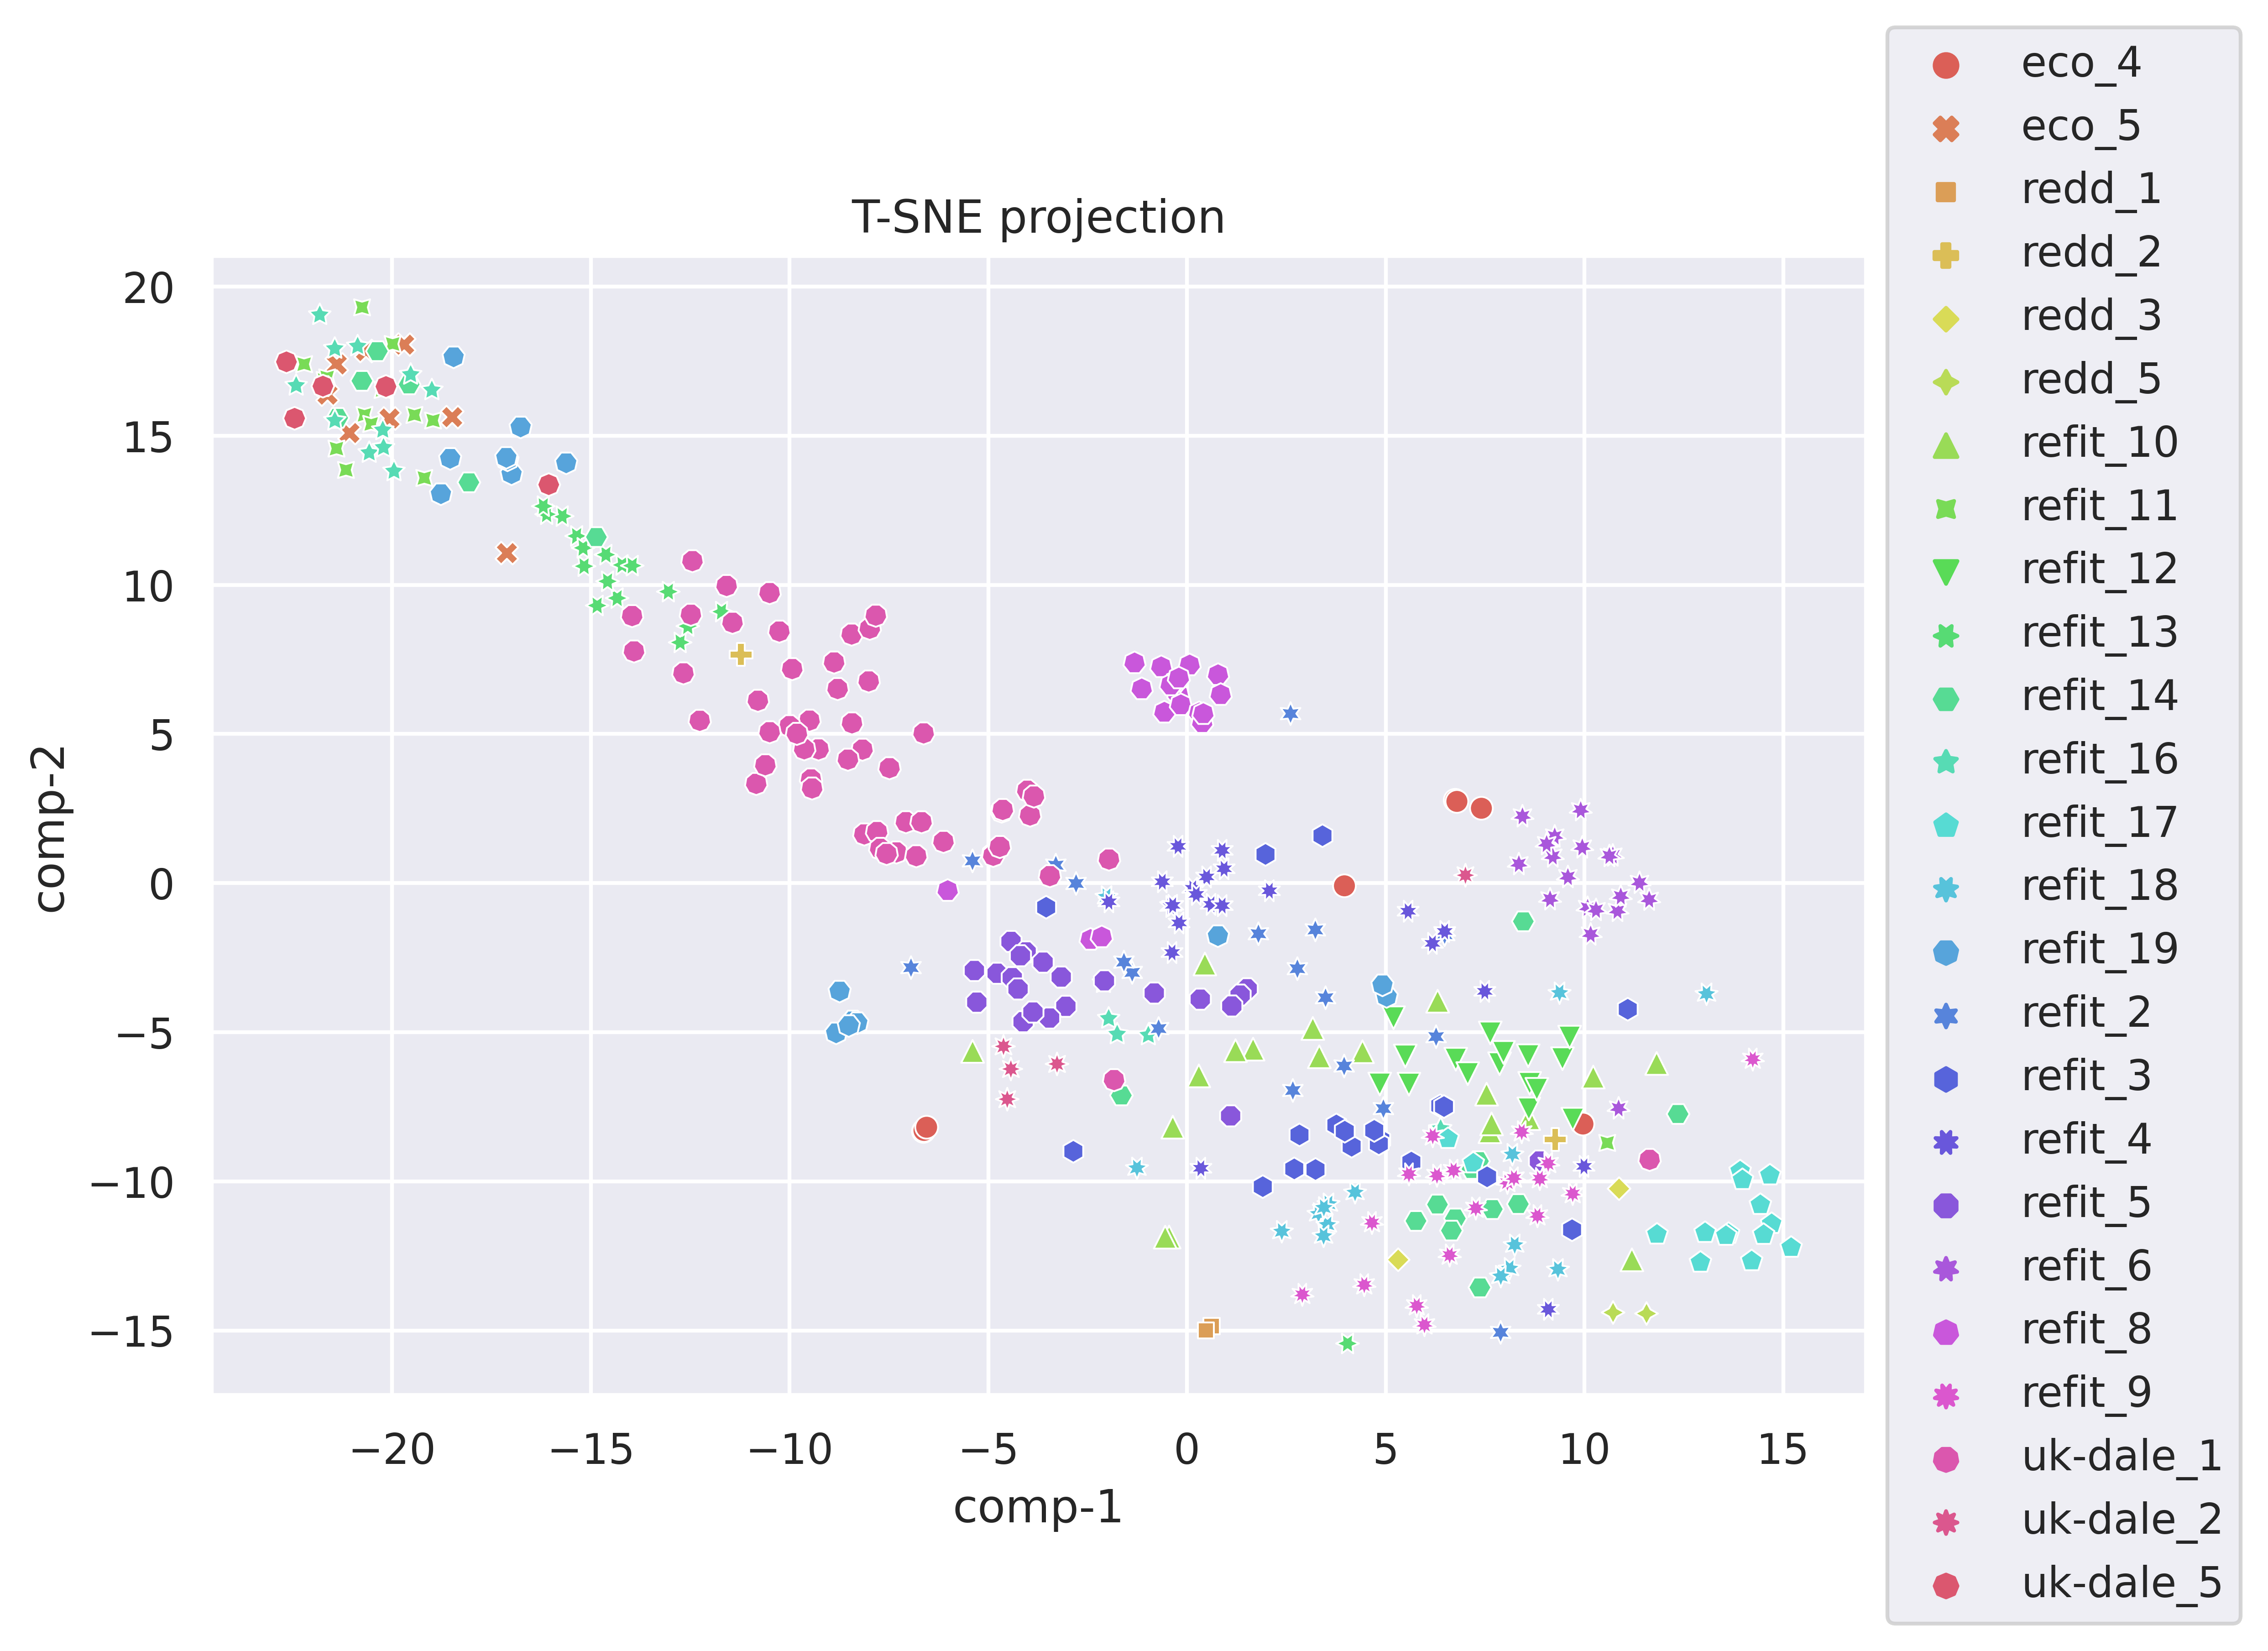 T-SNE projection
20
15
10
5
0
−5
−10
−15
comp-2
−20 −15 −10 −5 0 5 10 15
comp-1
eco_4
eco_5
redd_1
redd_2
redd_3
redd_5
refit_10
refit_11
refit_12
refit_13
refit_14
refit_16
refit_17
refit_18
refit_19
refit_2
refit_3
refit_4
refit_5
refit_6
refit_8
refit_9
uk-dale_1
uk-dale_2
uk-dale_5